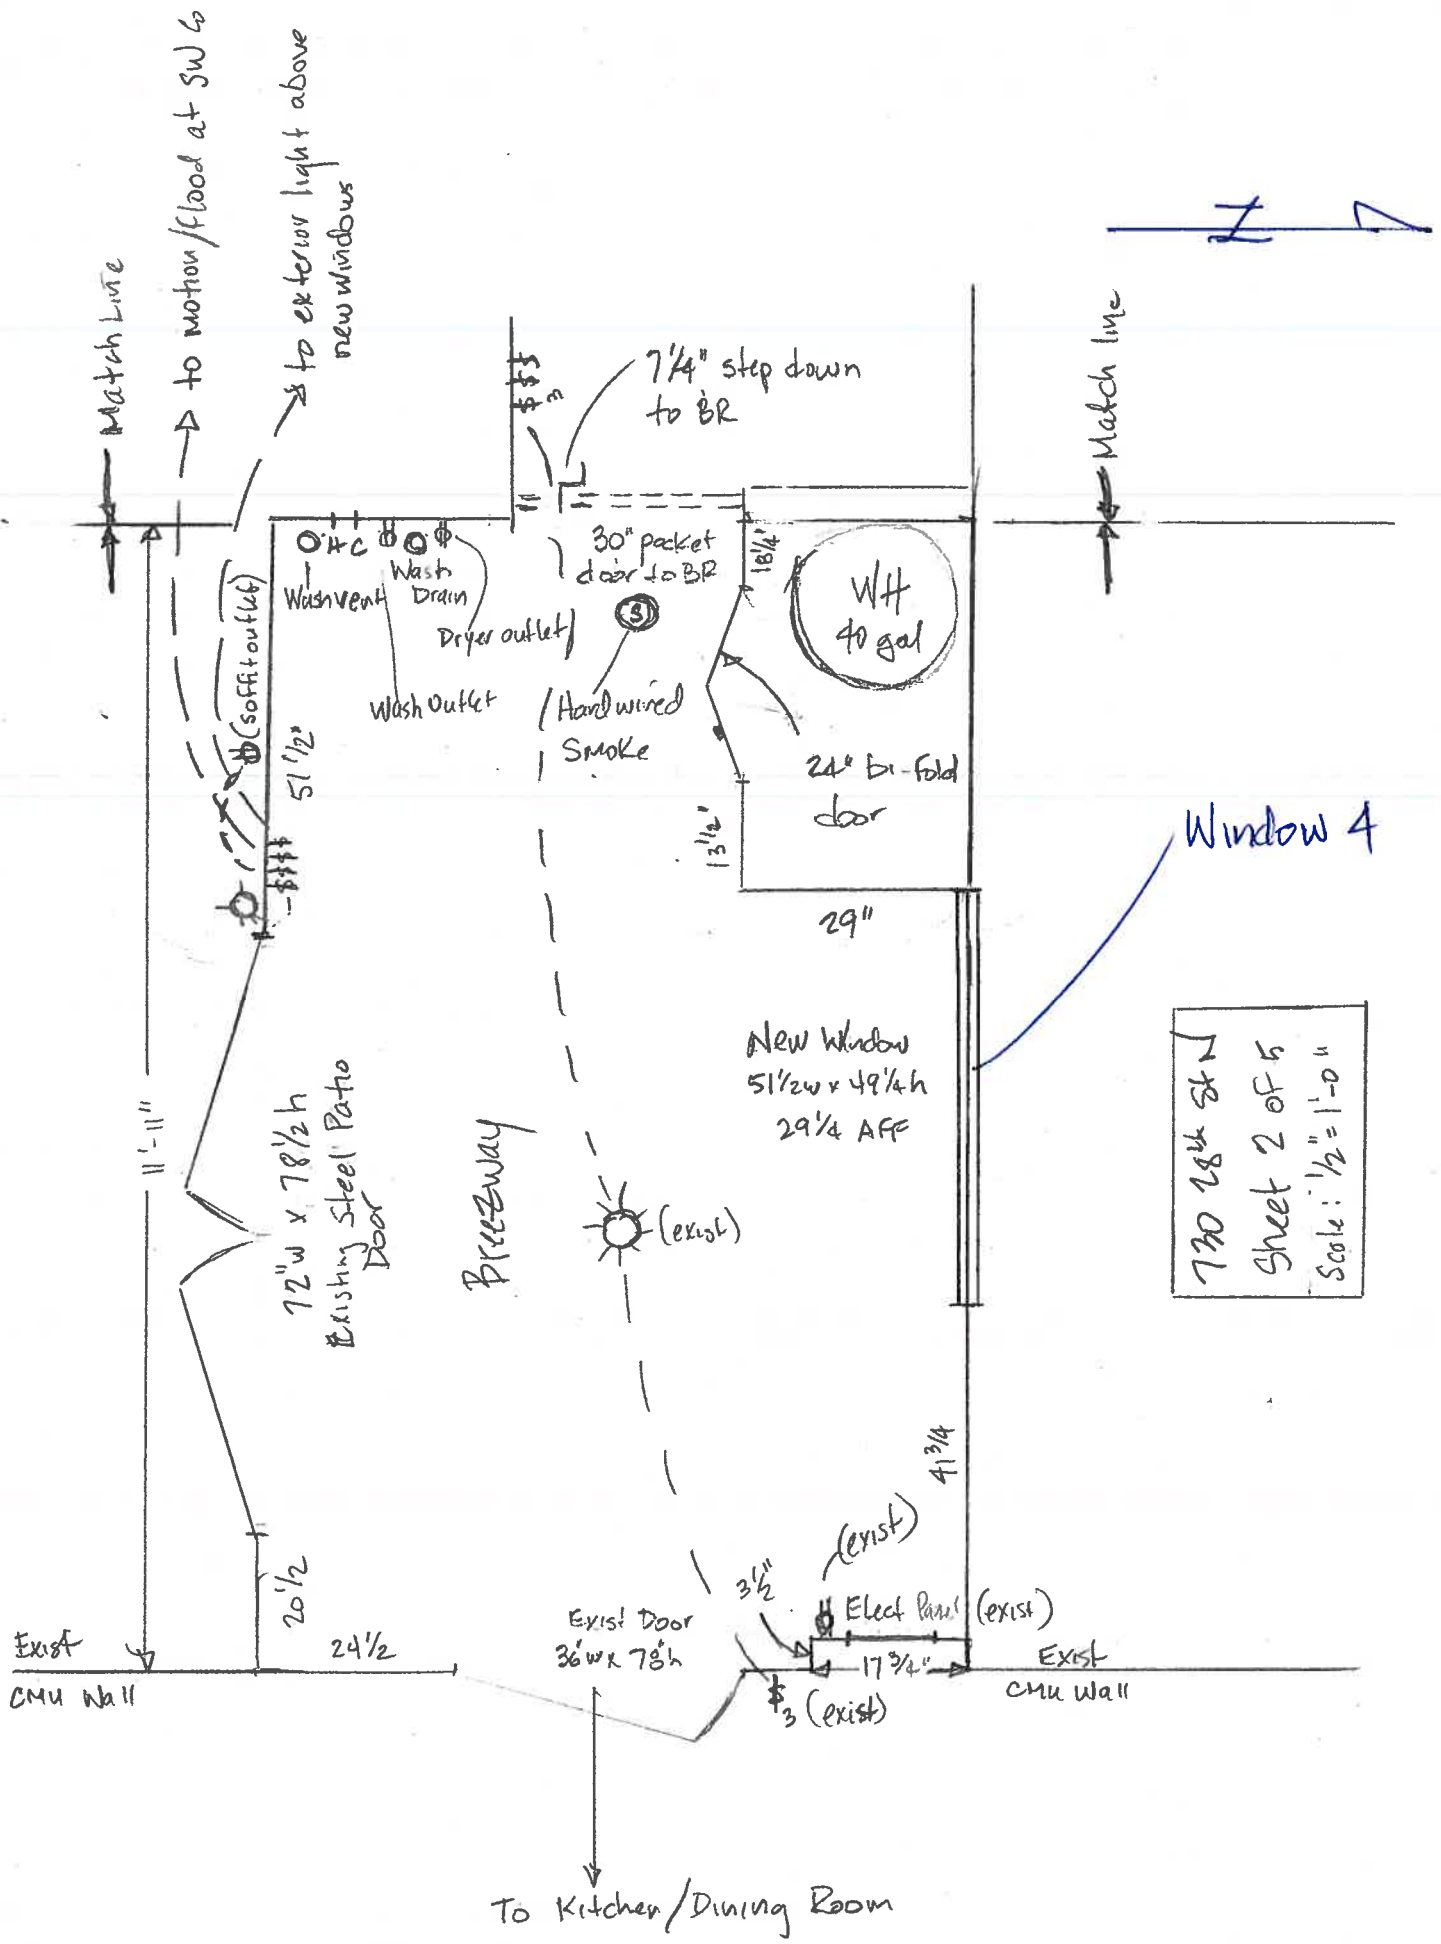 to motion/flood at SW Co
to exterior light above
new windows
Match Line
N
Match line
7 1/4" step down
to BR
$$$3
H C
30" pocket
door to BR
18 1/4"
WH
40 gal
Wash vent
Wash
Drain
Dryer outlet
Wash Outlet
(soffit outlet)
S
Hardwired
Smoke
51 1/2"
24" bi-fold
door
13 1/2"
Window 4
$$$$
29"
New Window
51 1/2 w x 49 1/4 h
29 1/4 AFF
11'-11"
72"w x 78 1/2 h
Existing Steel Patio
Door
Breezway
(exist)
730 28th St N
Sheet 2 of 5
Scale: 1/2" = 1'-0"
41 3/4
(exist)
3 1/2"
Elect Panel (exist)
20 1/2
Exist Door
36"w x 78"h
Exist
CMU Wall
24 1/2
17 3/4"
Exist
CMU Wall
$3 (exist)
To Kitchen/Dining Room